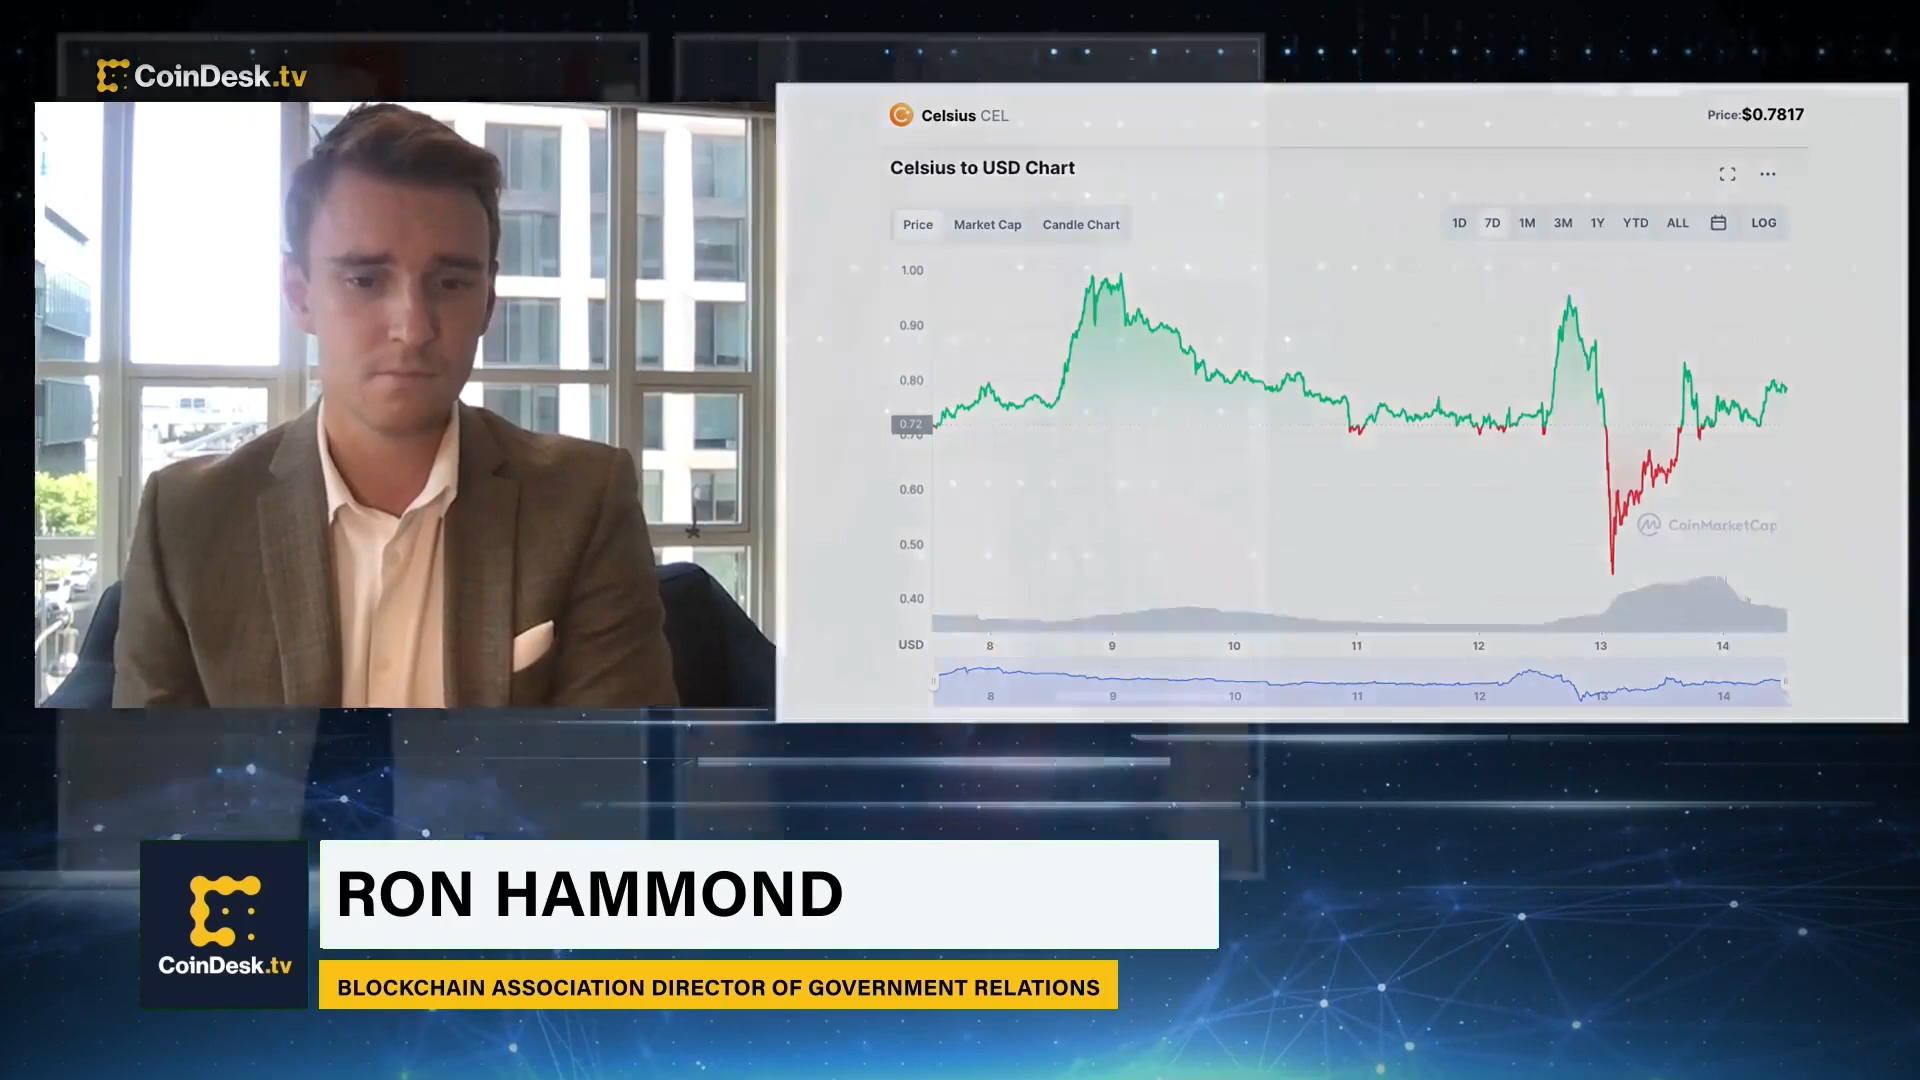 CoinDesk.tv
Celsius CEL
Price:$0.7817
Celsius to USD Chart
Price Market Cap Candle Chart
1D 7D 1M 3M 1Y YTD ALL LOG
1.00
0.90
0.80
0.72
0.70
0.60
0.50
0.40
CoinMarketCap
USD 8 9 10 11 12 13 14
8 9 10 11 12 13 14
RON HAMMOND
CoinDesk.tv
BLOCKCHAIN ASSOCIATION DIRECTOR OF GOVERNMENT RELATIONS